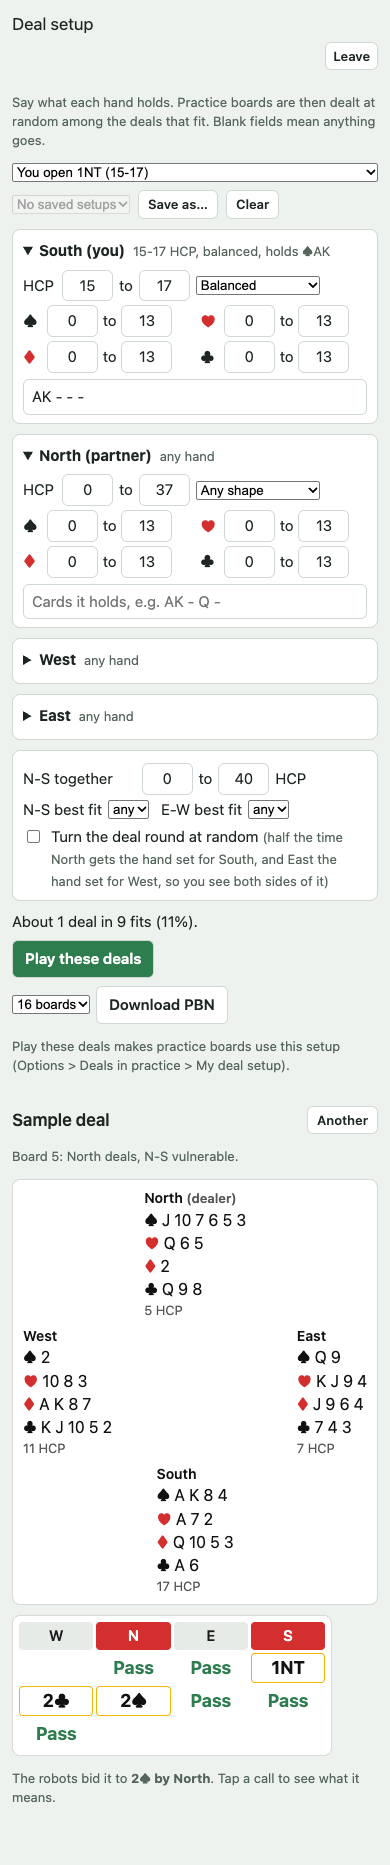 Deal setup
Leave
Say what each hand holds. Practice boards are then dealt at
random among the deals that fit. Blank fields mean anything
goes.
You open 1NT (15-17)
No saved setups Save as... Clear
▼ South (you) 15-17 HCP, balanced, holds ♠AK
HCP 15 to 17 Balanced
♠ 0 to 13 ♥ 0 to 13
♦ 0 to 13 ♣ 0 to 13
AK - - -
▼ North (partner) any hand
HCP 0 to 37 Any shape
♠ 0 to 13 ♥ 0 to 13
♦ 0 to 13 ♣ 0 to 13
Cards it holds, e.g. AK - Q -
▶ West any hand
▶ East any hand
N-S together 0 to 40 HCP
N-S best fit any E-W best fit any
Turn the deal round at random (half the time
North gets the hand set for South, and East the
hand set for West, so you see both sides of it)
About 1 deal in 9 fits (11%).
Play these deals
16 boards Download PBN
Play these deals makes practice boards use this setup
(Options > Deals in practice > My deal setup).
Sample deal Another
Board 5: North deals, N-S vulnerable.
North (dealer)
♠ J 10 7 6 5 3
♥ Q 6 5
♦ 2
♣ Q 9 8
5 HCP
West
♠ 2
♥ 10 8 3
♦ A K 8 7
♣ K J 10 5 2
11 HCP
East
♠ Q 9
♥ K J 9 4
♦ J 9 6 4
♣ 7 4 3
7 HCP
South
♠ A K 8 4
♥ A 7 2
♦ Q 10 5 3
♣ A 6
17 HCP
W N E S
Pass Pass 1NT
2♣ 2♠ Pass Pass
Pass
The robots bid it to 2♠ by North. Tap a call to see what it
means.